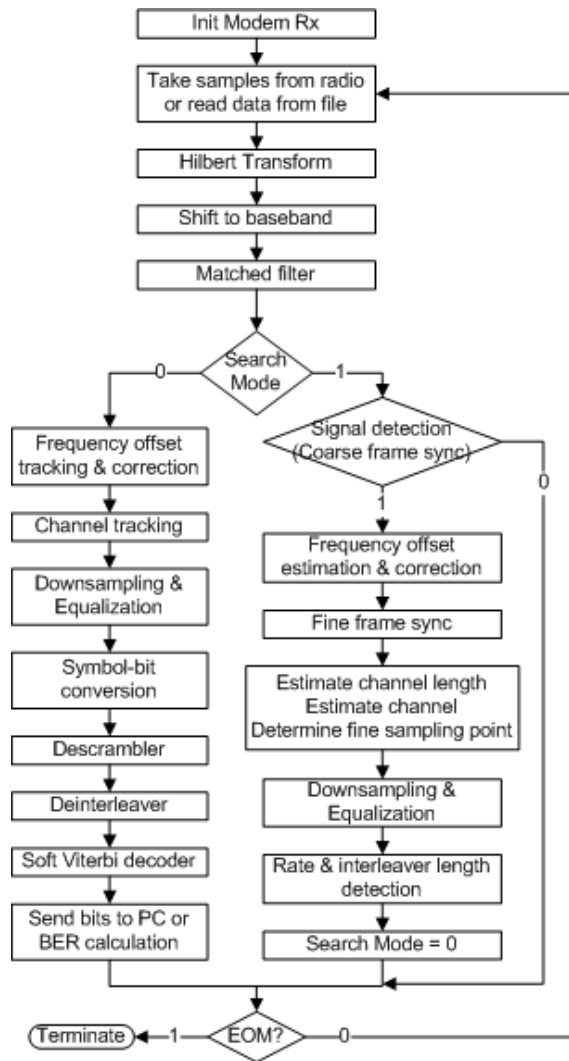 Init Modem Rx
Take samples from radio
or read data from file
Hilbert Transform
Shift to baseband
Matched filter
Search
Mode
0
1
Frequency offset
tracking & correction
Channel tracking
Downsampling &
Equalization
Symbol-bit
conversion
Descrambler
Deinterleaver
Soft Viterbi decoder
Send bits to PC or
BER calculation
Signal detection
(Coarse frame sync)
0
1
Frequency offset
estimation & correction
Fine frame sync
Estimate channel length
Estimate channel
Determine fine sampling point
Downsampling &
Equalization
Rate & interleaver length
detection
Search Mode = 0
EOM?
1
0
Terminate